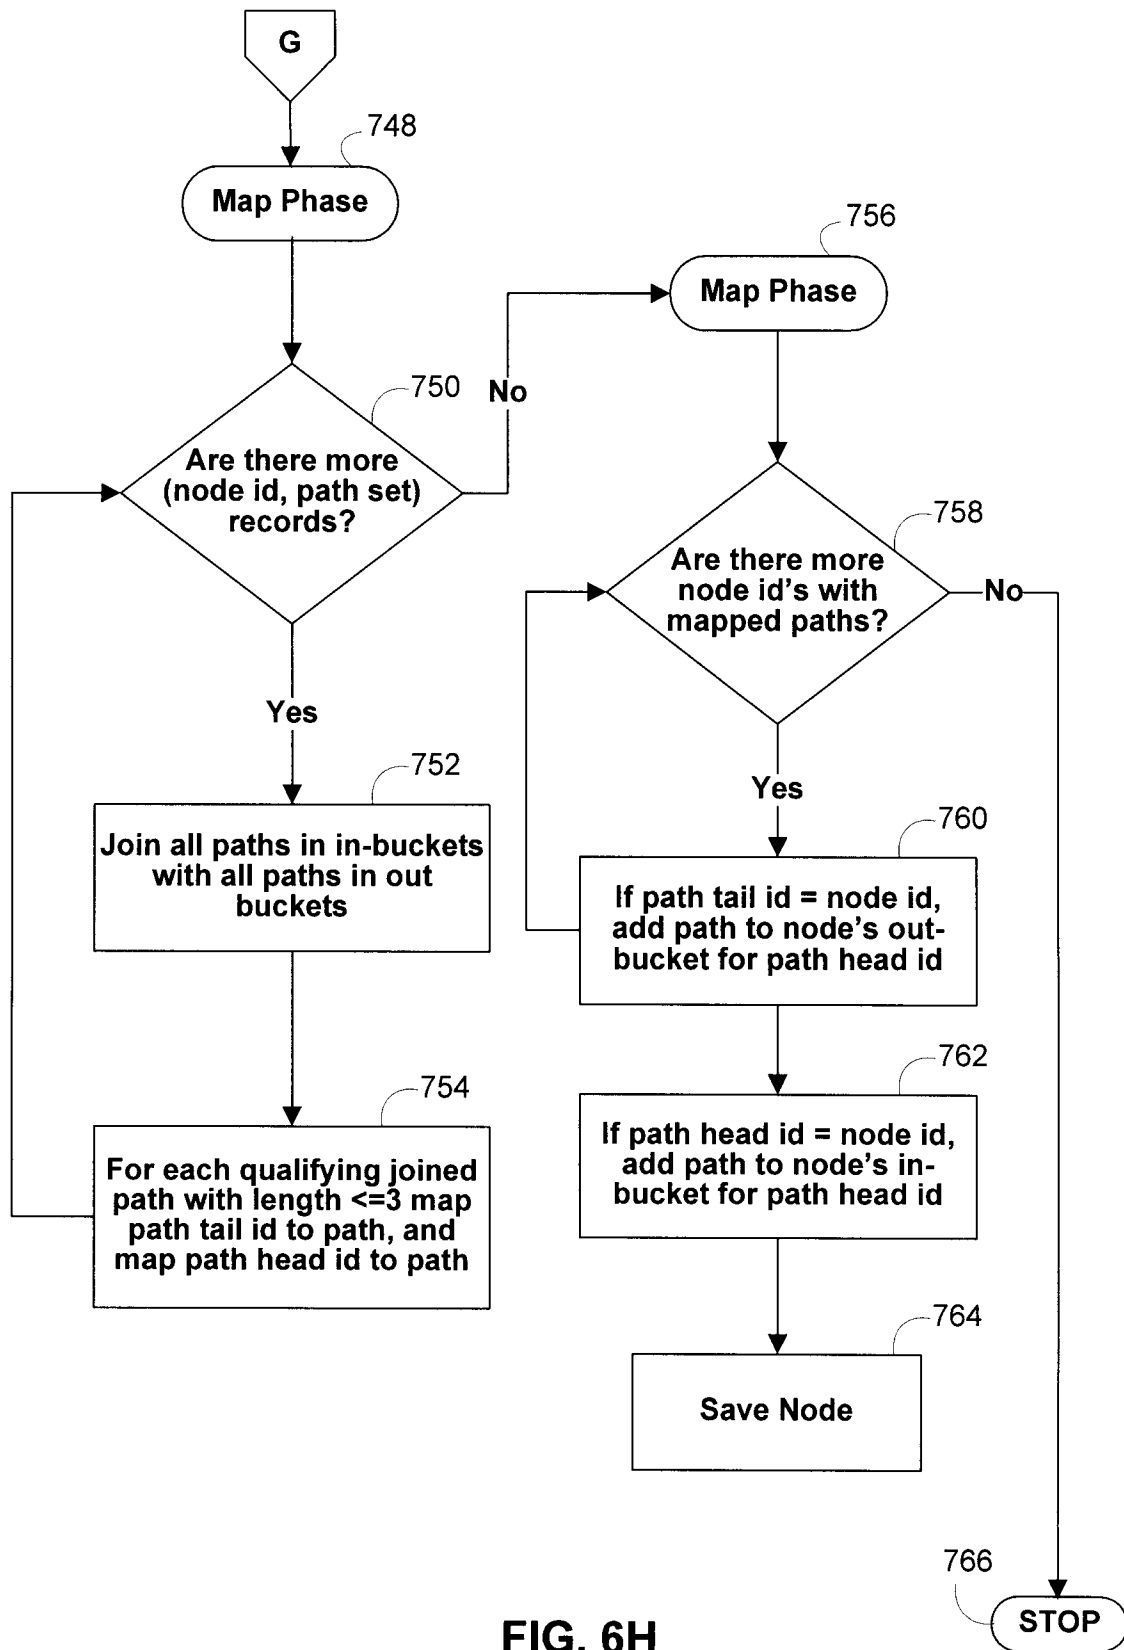 G
748
Map Phase
750
Are there more
(node id, path set)
records?
No
Yes
752
Join all paths in in-buckets
with all paths in out
buckets
754
For each qualifying joined
path with length <=3 map
path tail id to path, and
map path head id to path
756
Map Phase
758
Are there more
node id's with
mapped paths?
No
Yes
760
If path tail id = node id,
add path to node's out-
bucket for path head id
762
If path head id = node id,
add path to node's in-
bucket for path head id
764
Save Node
766
STOP
FIG. 6H